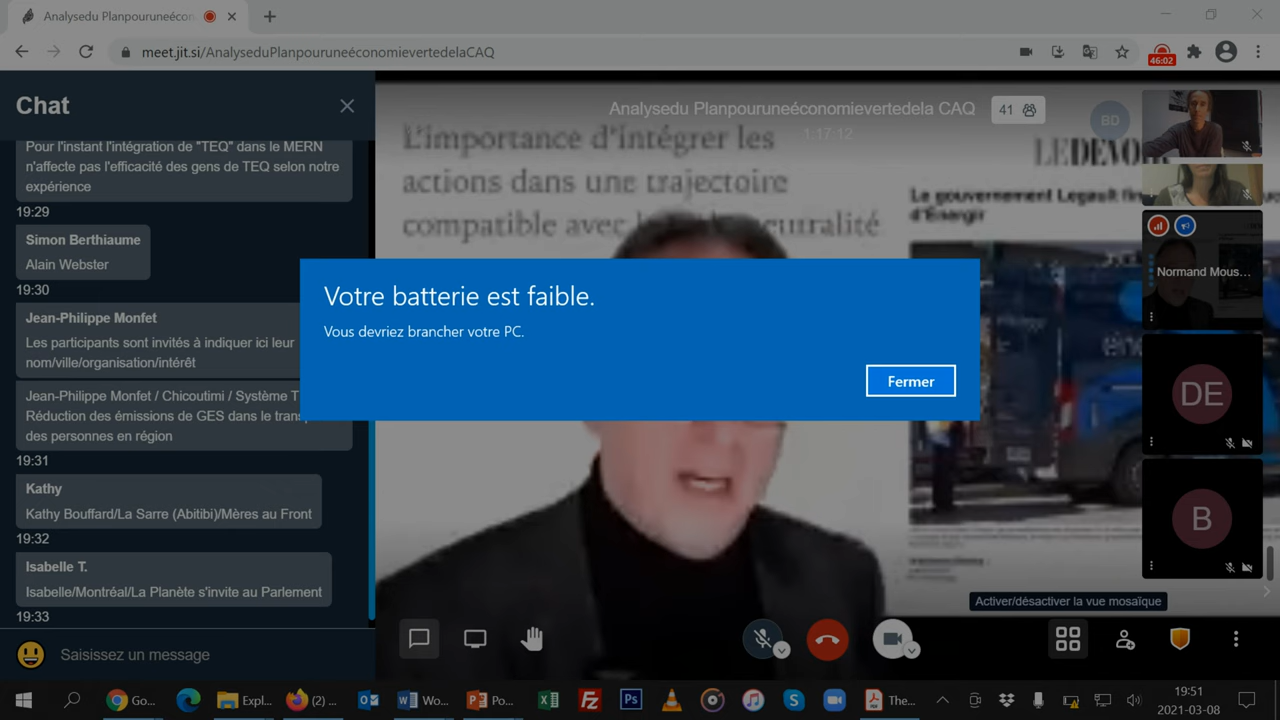 Analysedu Planpouruneécon
meet.jit.si/AnalyseduPlanpouruneéconomievertedelaCAQ
46:02
Chat
Pour l'instant l'intégration de "TEQ" dans le MERN
n'affecte pas l'efficacité des gens de TEQ selon notre
expérience
19:29
Simon Berthiaume
Alain Webster
19:30
Jean-Philippe Monfet
Les participants sont invités à indiquer ici leur
nom/ville/organisation/intérêt
Jean-Philippe Monfet / Chicoutimi / Système T
Réduction des émissions de GES dans le
des personnes en région
19:31
Kathy
Kathy Bouffard/La Sarre (Abitibi)/Mères au Front
19:32
Isabelle T.
Isabelle/Montréal/La Planète s'invite au Parlement
19:33
Saisissez un message
Analysedu Planpouruneéconomievertedela CAQ
41
1:17:12
BD
L'importance d'intégrer les
actions dans une trajectoire
compatible avec
Le gouvernement Legault
d'Énergir
Votre batterie est faible.
Vous devriez brancher votre PC.
Fermer
Normand Mous...
DE
B
Activer/désactiver la vue mosaïque
Go...
Expl...
(2) ...
Wo...
Po...
Ps
The...
19:51
2021-03-08